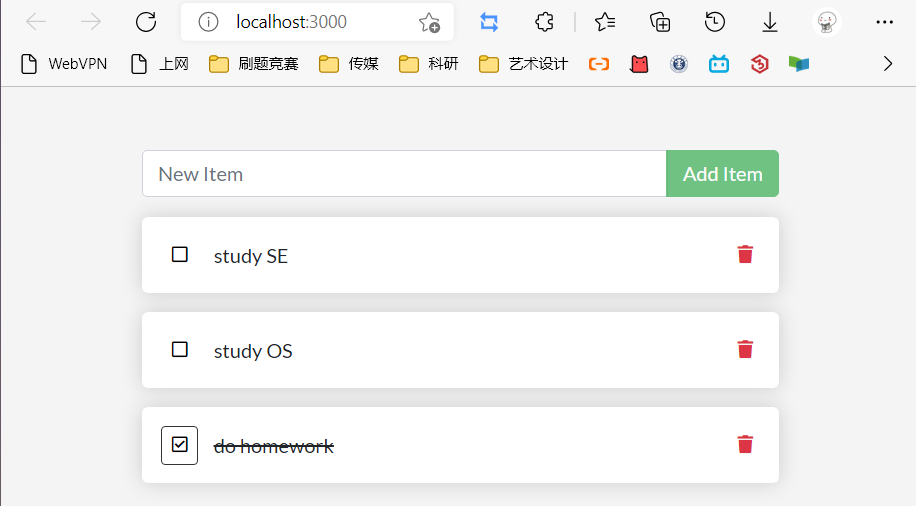 localhost:3000
WebVPN 上网 刷题竞赛 传媒 科研 艺术设计
New Item Add Item
study SE
study OS
do homework